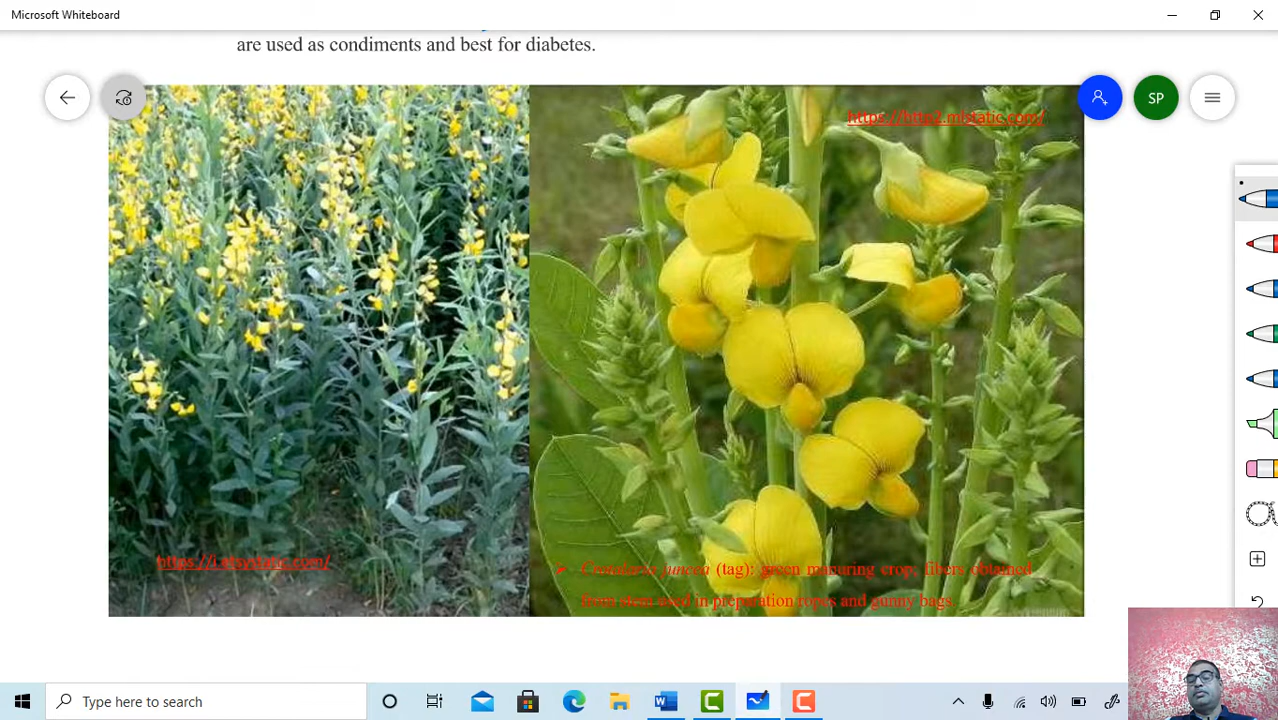 Microsoft Whiteboard
are used as condiments and best for diabetes.
SP
https://http2.mlstatic.com/
https://i.etsystatic.com/
➢ Crotalaria juncea (tag): green manuring crop, fibers obtained
from stem used in preparation ropes and gunny bags.
Type here to search